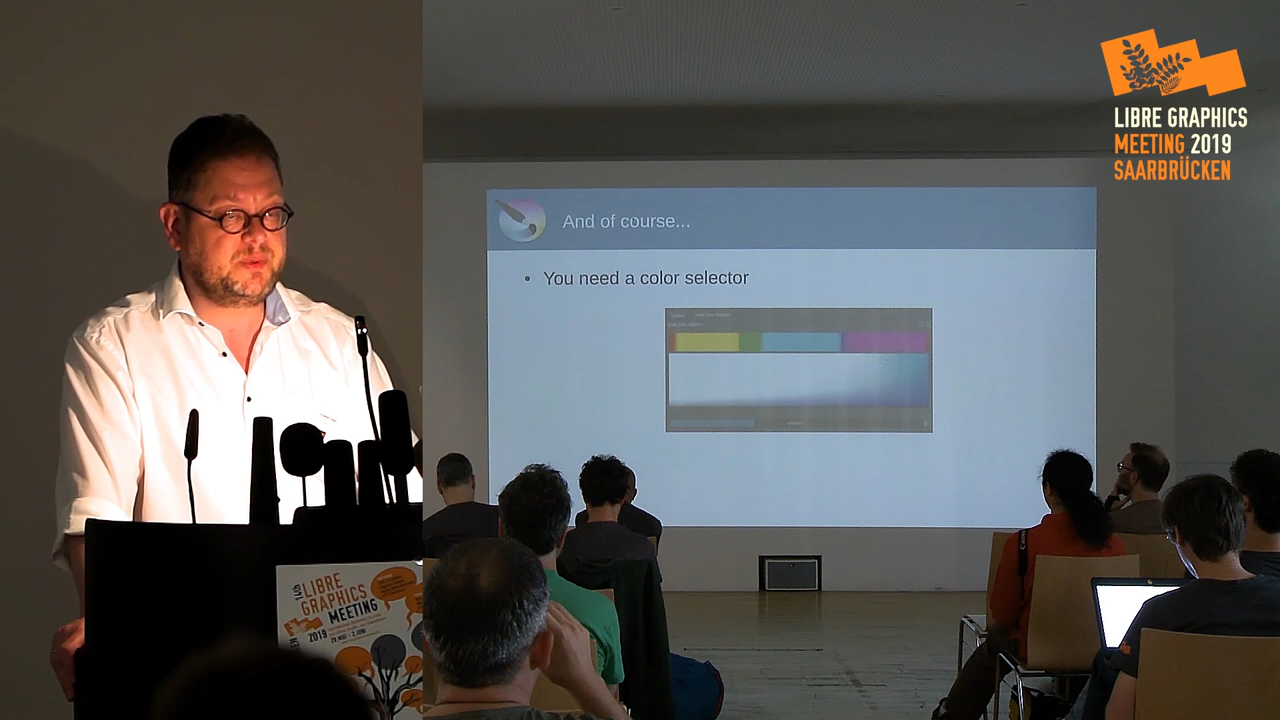 LIBRE GRAPHICS
MEETING 2019
SAARBRÜCKEN
And of course...
• You need a color selector
LIBRE
GRAPHICS
MEETING
2019